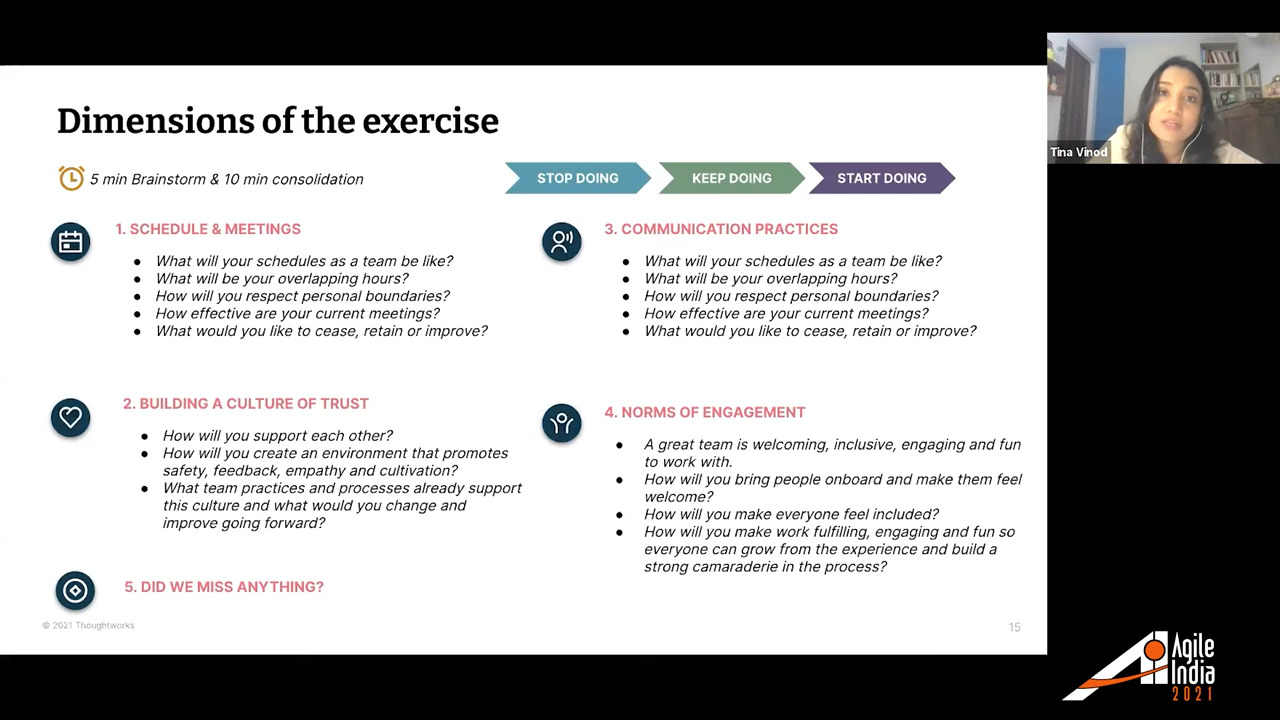 Dimensions of the exercise
5 min Brainstorm & 10 min consolidation
STOP DOING
KEEP DOING
START DOING
1. SCHEDULE & MEETINGS
● What will your schedules as a team be like?
● What will be your overlapping hours?
● How will you respect personal boundaries?
● How effective are your current meetings?
● What would you like to cease, retain or improve?
2. BUILDING A CULTURE OF TRUST
● How will you support each other?
● How will you create an environment that promotes
safety, feedback, empathy and cultivation?
● What team practices and processes already support
this culture and what would you change and
improve going forward?
3. COMMUNICATION PRACTICES
● What will your schedules as a team be like?
● What will be your overlapping hours?
● How will you respect personal boundaries?
● How effective are your current meetings?
● What would you like to cease, retain or improve?
4. NORMS OF ENGAGEMENT
● A great team is welcoming, inclusive, engaging and fun
to work with.
● How will you bring people onboard and make them feel
welcome?
● How will you make everyone feel included?
● How will you make work fulfilling, engaging and fun so
everyone can grow from the experience and build a
strong camaraderie in the process?
5. DID WE MISS ANYTHING?
© 2021 Thoughtworks
15
Tina Vinod
Agile
India
2021